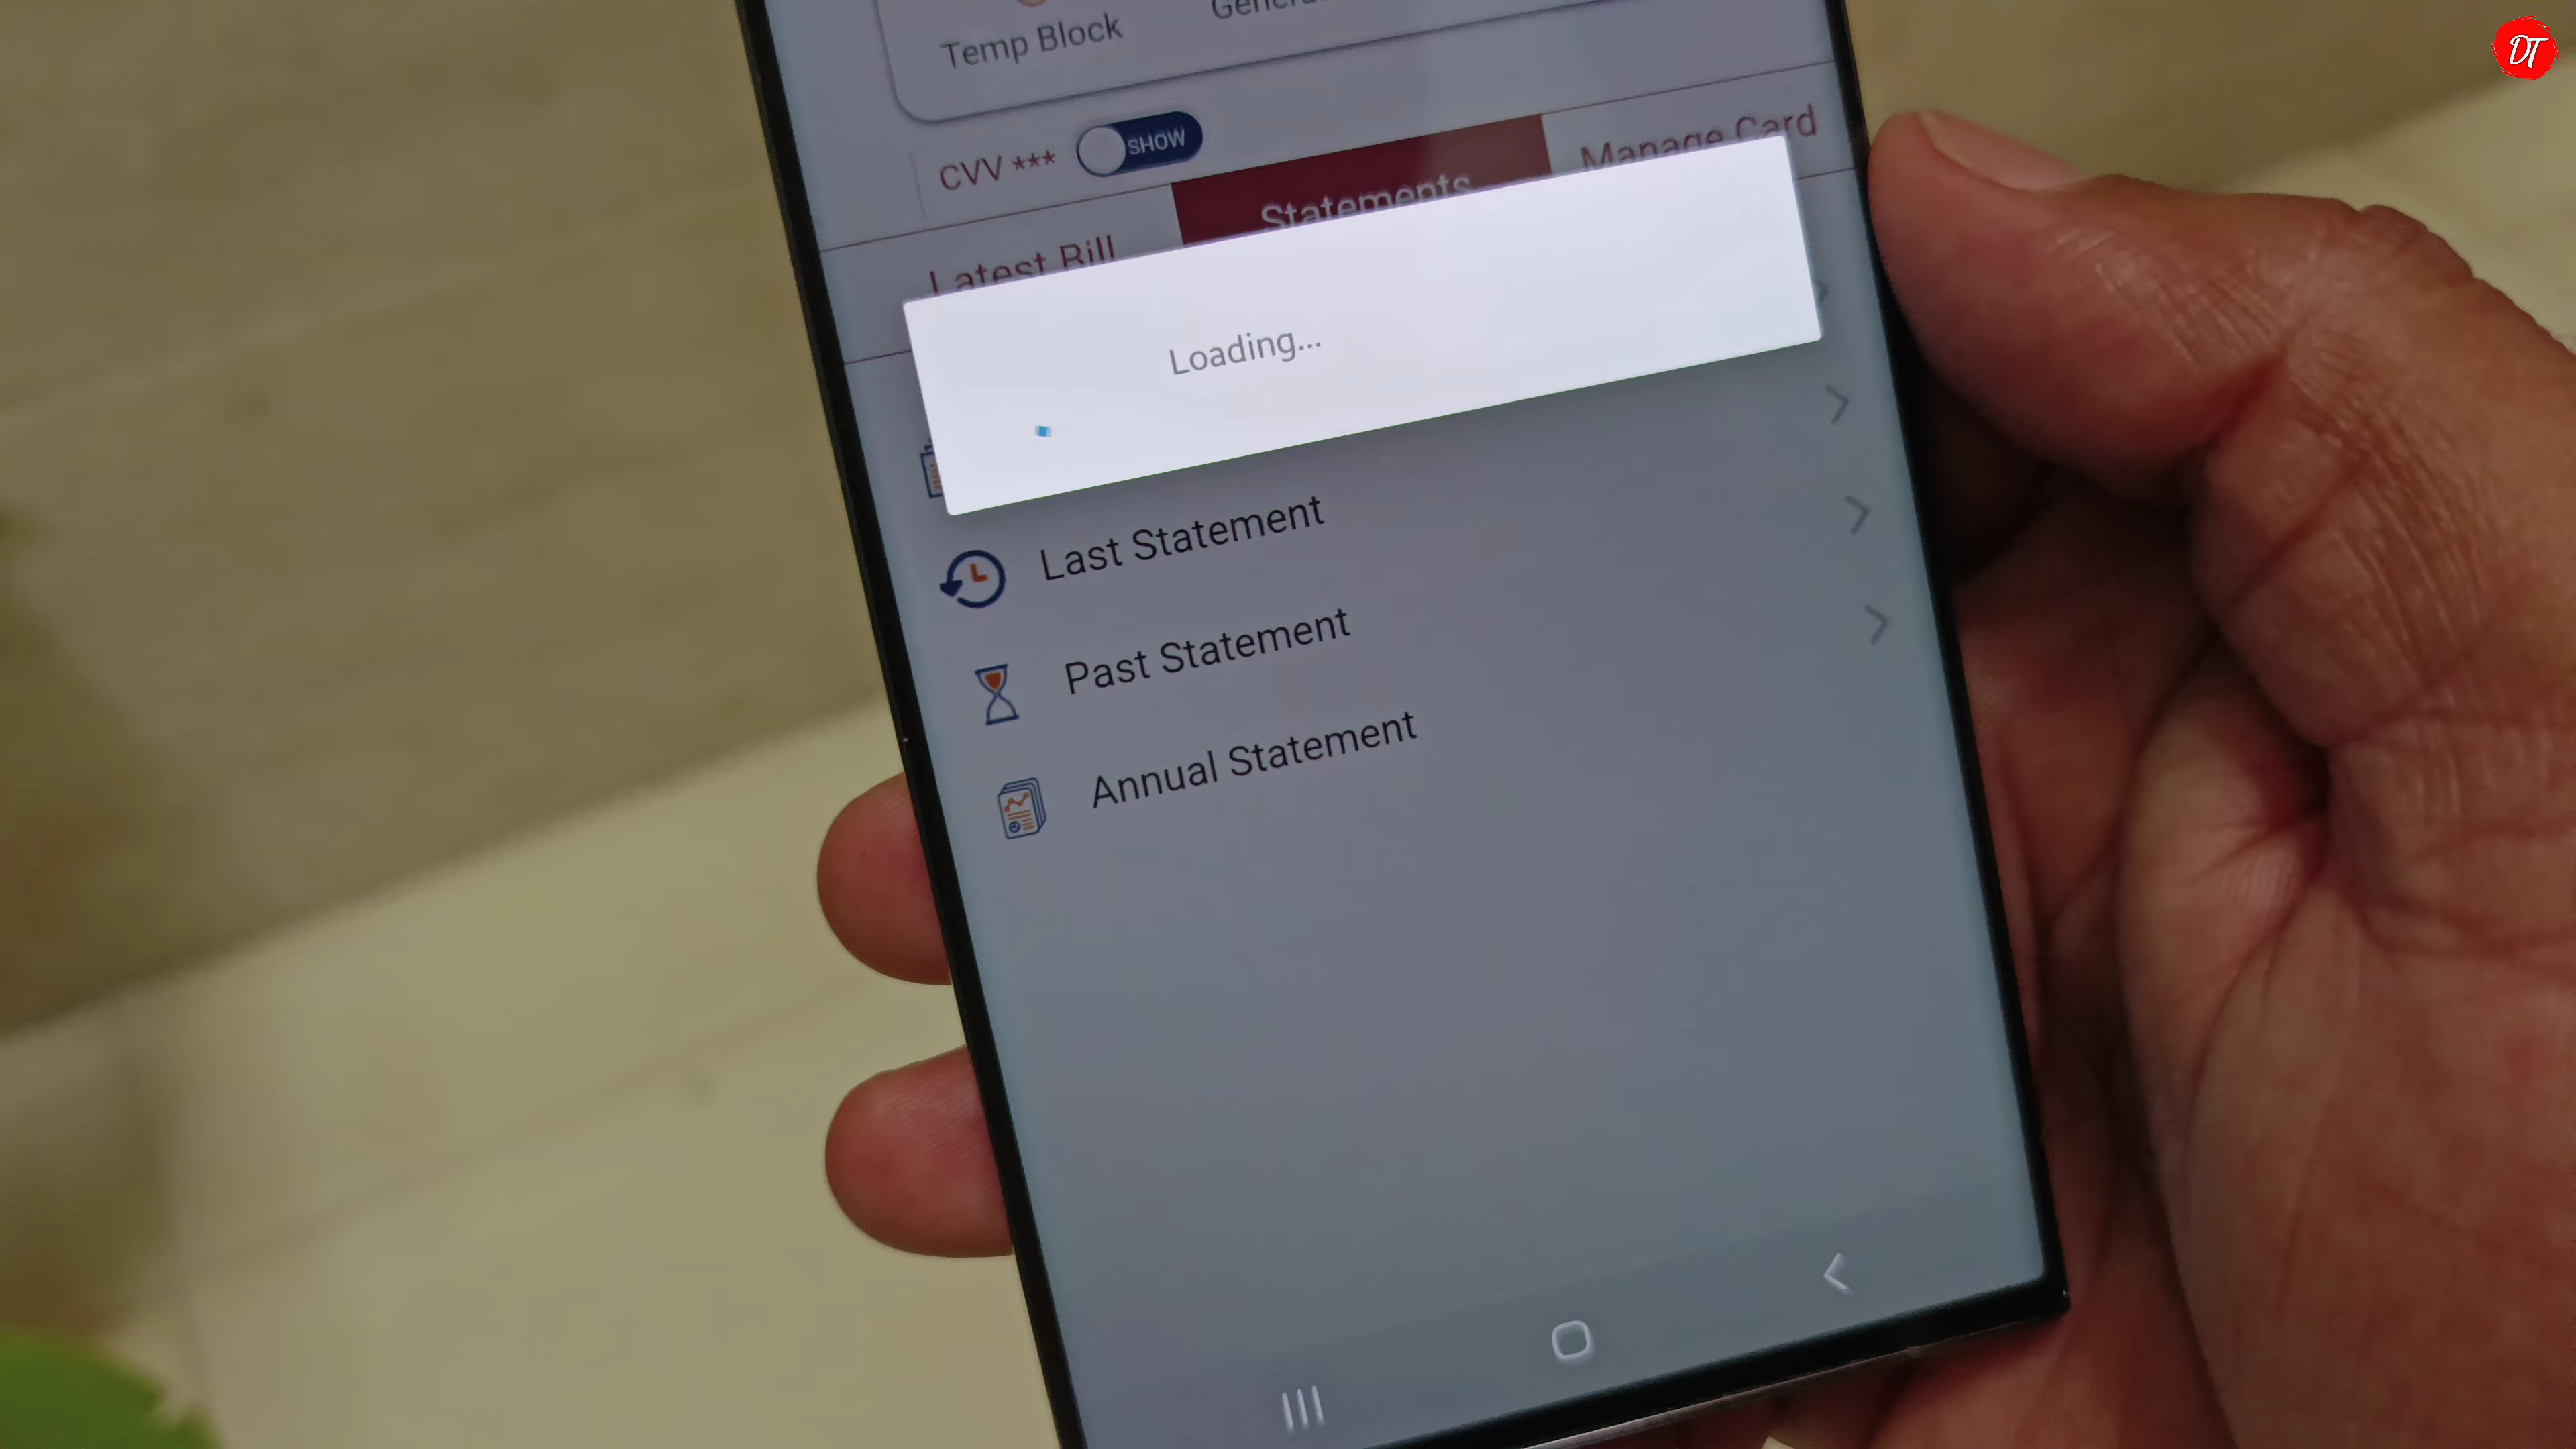 DT
Temp Block
CVV ***
SHOW
Latest Bill
Statements
Manage Card
Loading...
Last Statement
Past Statement
Annual Statement